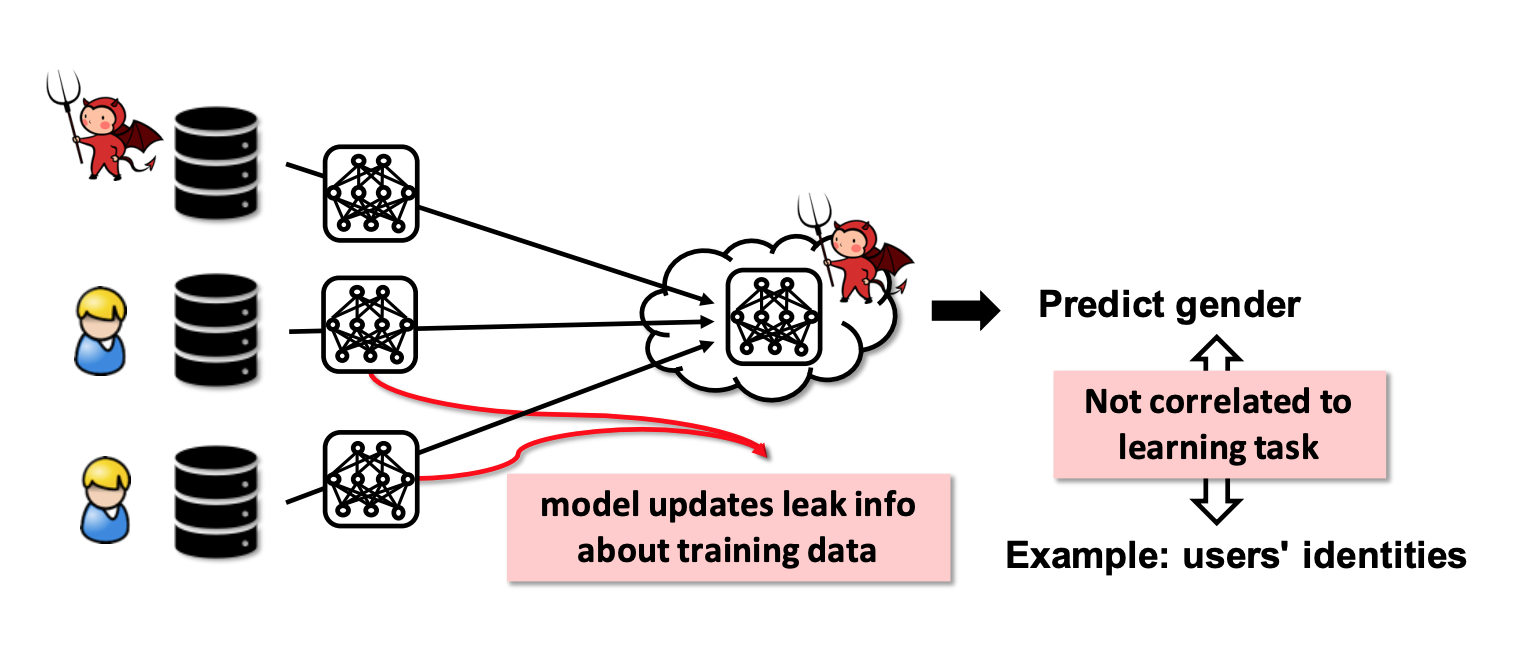 Predict gender
Not correlated to
learning task
model updates leak info
about training data
Example: users' identities